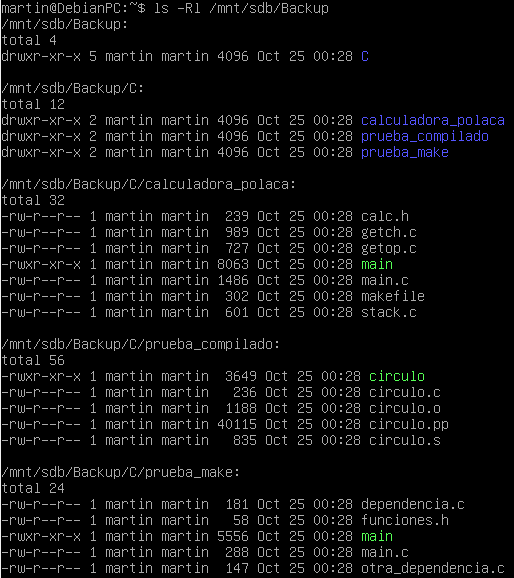 martin@DebianPC:~$ ls -Rl /mnt/sdb/Backup
/mnt/sdb/Backup:
total 4
drwxr-xr-x 5 martin martin 4096 Oct 25 00:28 C
/mnt/sdb/Backup/C:
total 12
drwxr-xr-x 2 martin martin 4096 Oct 25 00:28 calculadora_polaca
drwxr-xr-x 2 martin martin 4096 Oct 25 00:28 prueba_compilado
drwxr-xr-x 2 martin martin 4096 Oct 25 00:28 prueba_make
/mnt/sdb/Backup/C/calculadora_polaca:
total 32
-rw-r--r-- 1 martin martin  239 Oct 25 00:28 calc.h
-rw-r--r-- 1 martin martin  989 Oct 25 00:28 getch.c
-rw-r--r-- 1 martin martin  727 Oct 25 00:28 getop.c
-rwxr-xr-x 1 martin martin 8063 Oct 25 00:28 main
-rw-r--r-- 1 martin martin 1486 Oct 25 00:28 main.c
-rw-r--r-- 1 martin martin  302 Oct 25 00:28 makefile
-rw-r--r-- 1 martin martin  601 Oct 25 00:28 stack.c
/mnt/sdb/Backup/C/prueba_compilado:
total 56
-rwxr-xr-x 1 martin martin  3649 Oct 25 00:28 circulo
-rw-r--r-- 1 martin martin   236 Oct 25 00:28 circulo.c
-rw-r--r-- 1 martin martin  1188 Oct 25 00:28 circulo.o
-rw-r--r-- 1 martin martin 40115 Oct 25 00:28 circulo.pp
-rw-r--r-- 1 martin martin   835 Oct 25 00:28 circulo.s
/mnt/sdb/Backup/C/prueba_make:
total 24
-rw-r--r-- 1 martin martin  181 Oct 25 00:28 dependencia.c
-rw-r--r-- 1 martin martin   58 Oct 25 00:28 funciones.h
-rwxr-xr-x 1 martin martin 5556 Oct 25 00:28 main
-rw-r--r-- 1 martin martin  288 Oct 25 00:28 main.c
-rw-r--r-- 1 martin martin  147 Oct 25 00:28 otra_dependencia.c